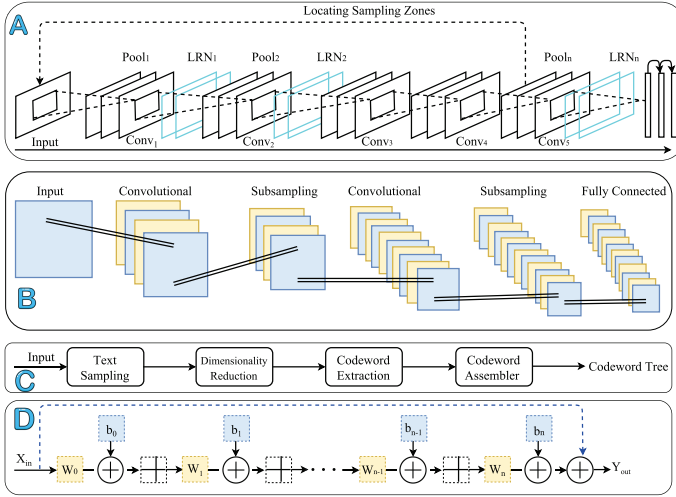 A
Locating Sampling Zones
Pool1 LRN1 Pool2 LRN2 Pooln LRNn
Input Conv1 Conv2 Conv3 Conv4 Conv5
B
Input Convolutional Subsampling Convolutional Subsampling Fully Connected
C
Input Text Sampling Dimensionality Reduction Codeword Extraction Codeword Assembler Codeword Tree
D
b0 b1 bn-1 bn
Xin W0 W1 Wn-1 Wn Yout